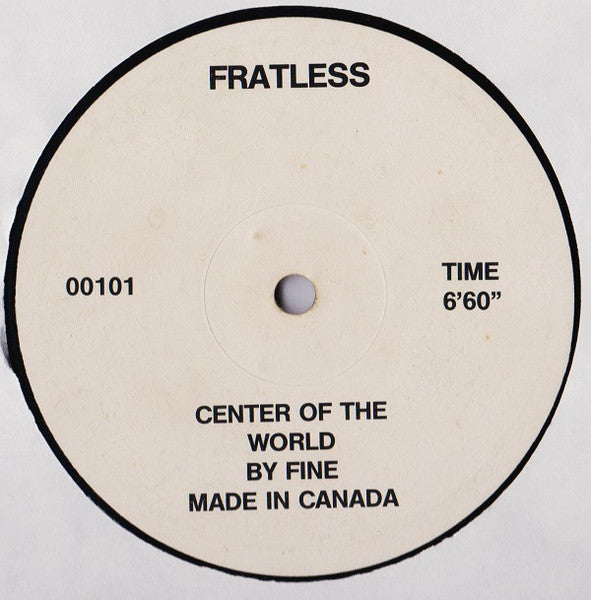 FRATLESS
00101
TIME
6'60”
CENTER OF THE
WORLD
BY FINE
MADE IN CANADA